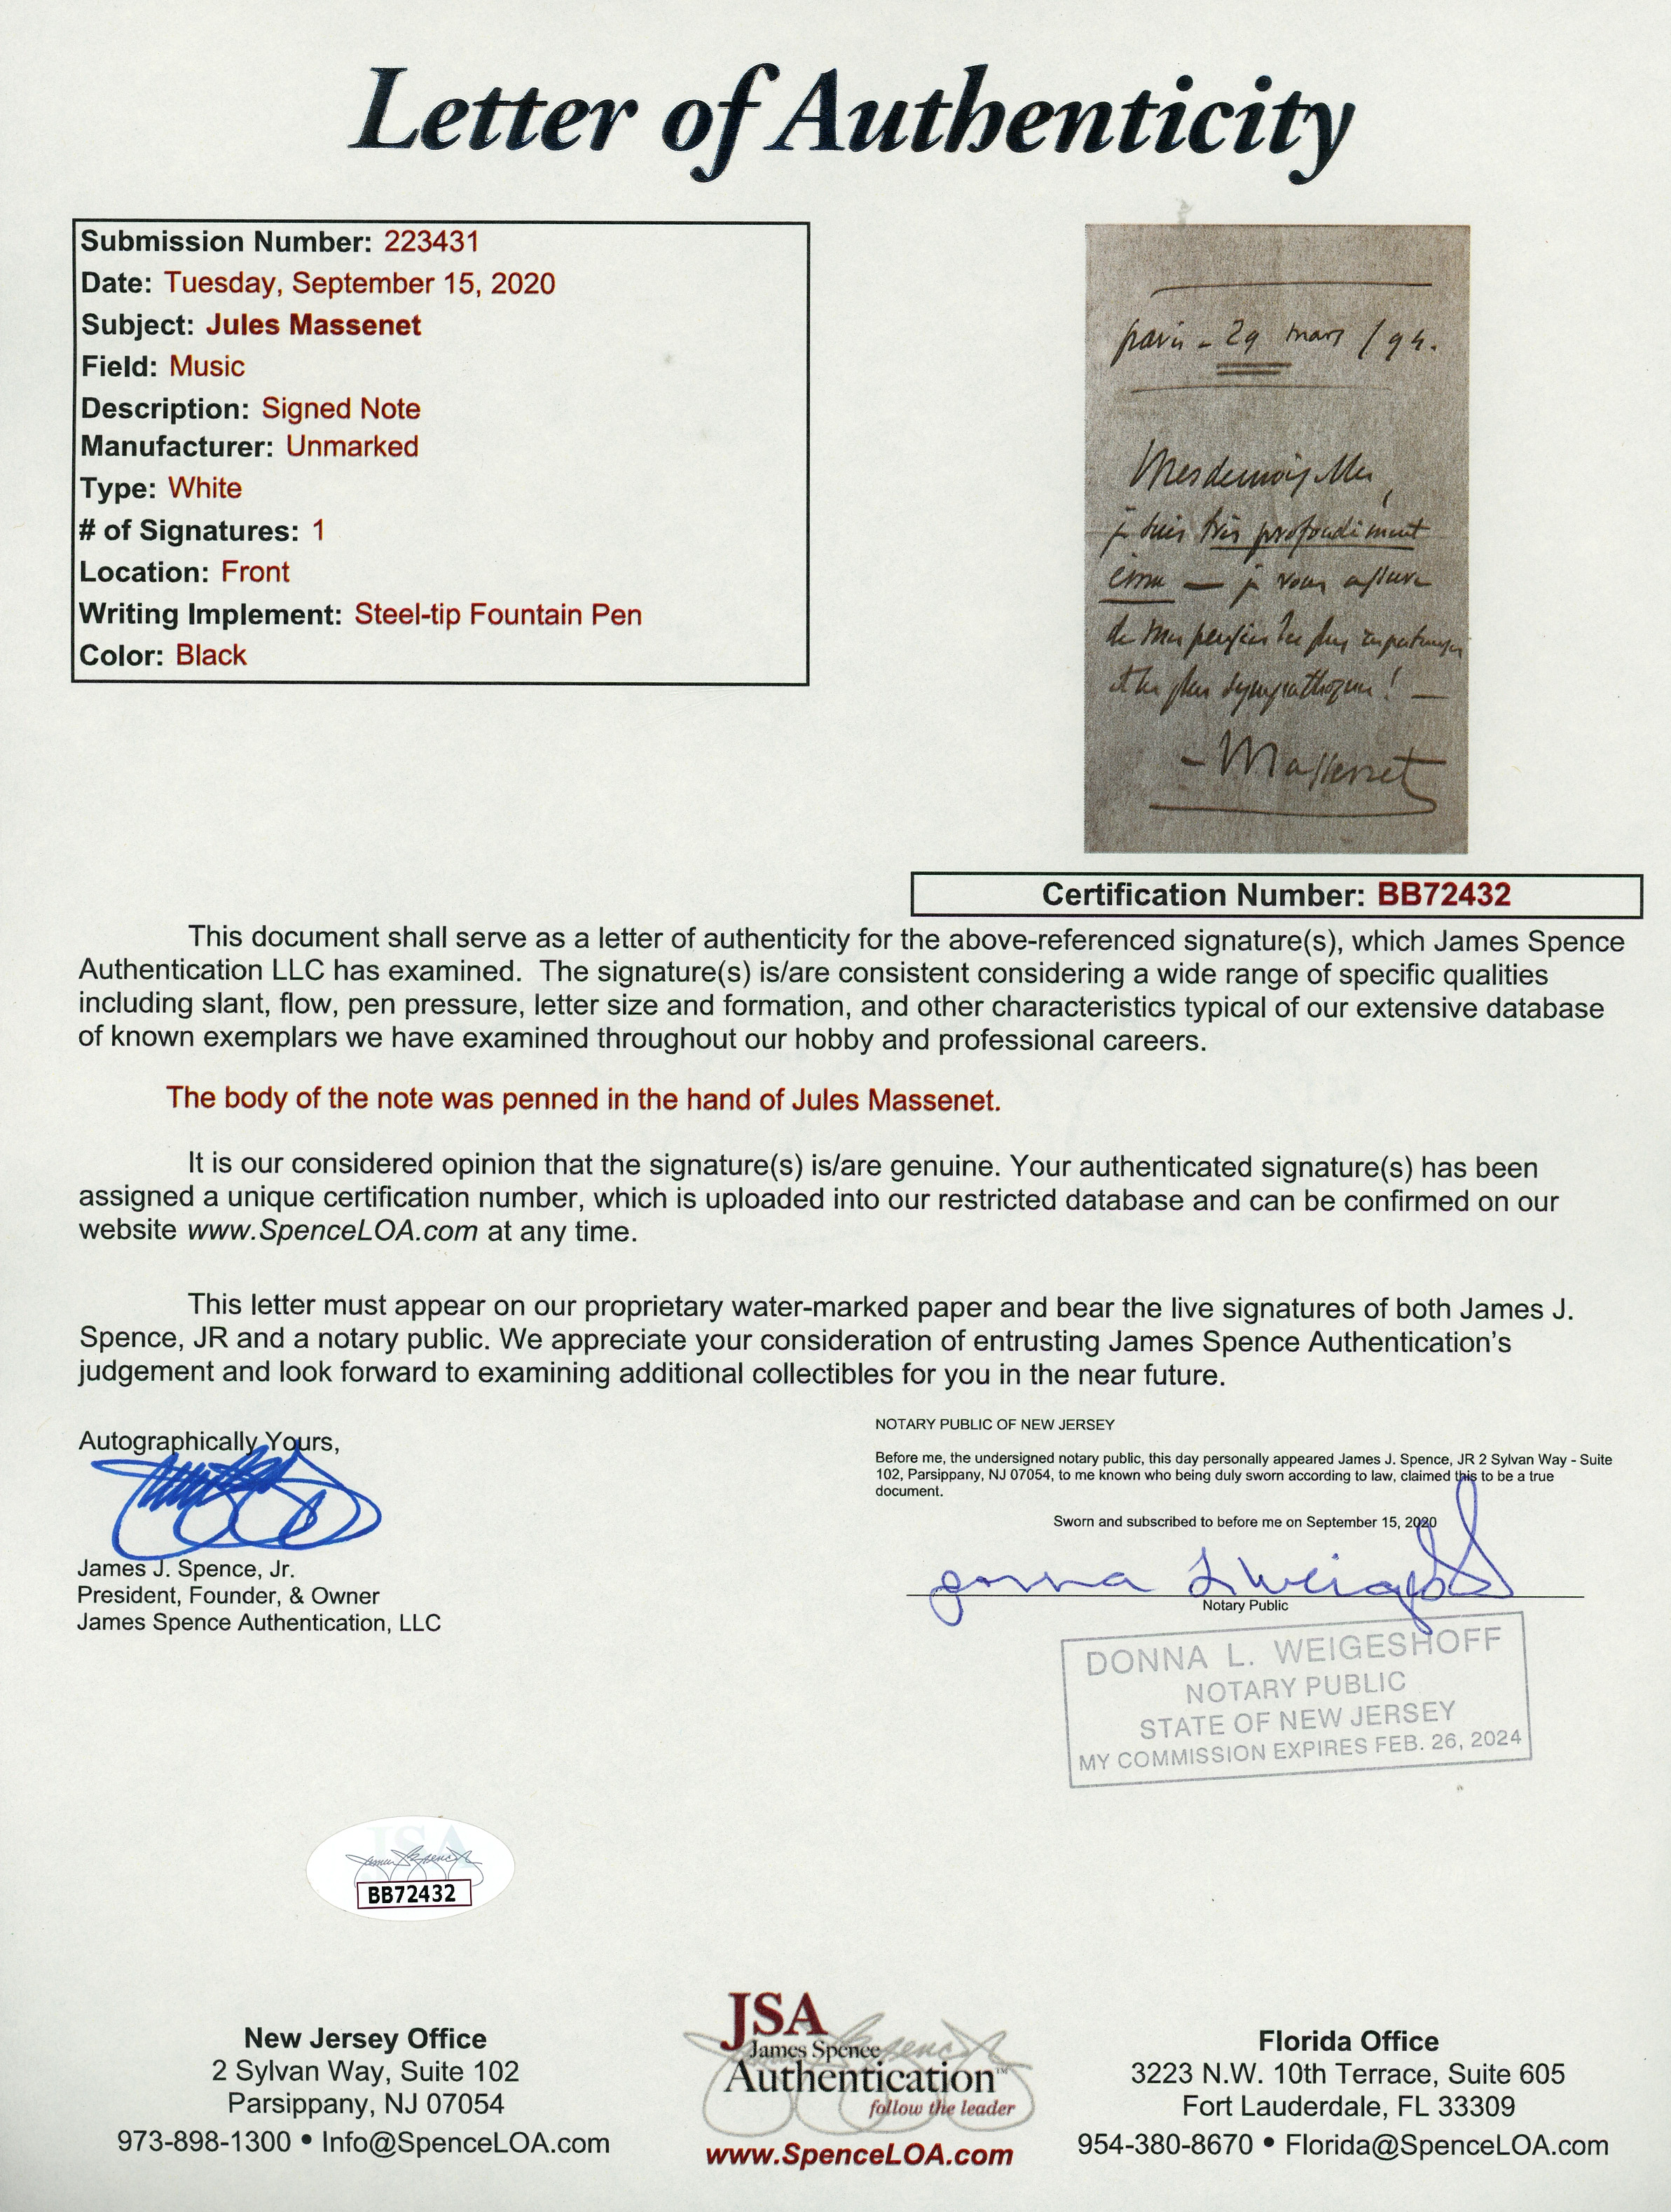 Letter of Authenticity
Submission Number: 223431
Date: Tuesday, September 15, 2020
Subject: Jules Massenet
Field: Music
Description: Signed Note
Manufacturer: Unmarked
Type: White
# of Signatures: 1
Location: Front
Writing Implement: Steel-tip Fountain Pen
Color: Black
paris - 29 mars / 94.
Mesdemoiselles,
je suis très profondément
ému — je vous assure
de mes pensées les plus
et les plus sympathiques! —
- Massenet
Certification Number: BB72432
This document shall serve as a letter of authenticity for the above-referenced signature(s), which James Spence
Authentication LLC has examined. The signature(s) is/are consistent considering a wide range of specific qualities
including slant, flow, pen pressure, letter size and formation, and other characteristics typical of our extensive database
of known exemplars we have examined throughout our hobby and professional careers.
The body of the note was penned in the hand of Jules Massenet.
It is our considered opinion that the signature(s) is/are genuine. Your authenticated signature(s) has been
assigned a unique certification number, which is uploaded into our restricted database and can be confirmed on our
website www.SpenceLOA.com at any time.
This letter must appear on our proprietary water-marked paper and bear the live signatures of both James J.
Spence, JR and a notary public. We appreciate your consideration of entrusting James Spence Authentication’s
judgement and look forward to examining additional collectibles for you in the near future.
Autographically Yours,
James J. Spence, Jr.
President, Founder, & Owner
James Spence Authentication, LLC
NOTARY PUBLIC OF NEW JERSEY
Before me, the undersigned notary public, this day personally appeared James J. Spence, JR 2 Sylvan Way - Suite
102, Parsippany, NJ 07054, to me known who being duly sworn according to law, claimed this to be a true
document.
Sworn and subscribed to before me on September 15, 2020
Donna L Weigeshoff
Notary Public
DONNA L. WEIGESHOFF
NOTARY PUBLIC
STATE OF NEW JERSEY
MY COMMISSION EXPIRES FEB. 26, 2024
JSA
James Spence
BB72432
New Jersey Office
2 Sylvan Way, Suite 102
Parsippany, NJ 07054
973-898-1300 • Info@SpenceLOA.com
JSA
James Spence
Authentication™
follow the leader
www.SpenceLOA.com
Florida Office
3223 N.W. 10th Terrace, Suite 605
Fort Lauderdale, FL 33309
954-380-8670 • Florida@SpenceLOA.com